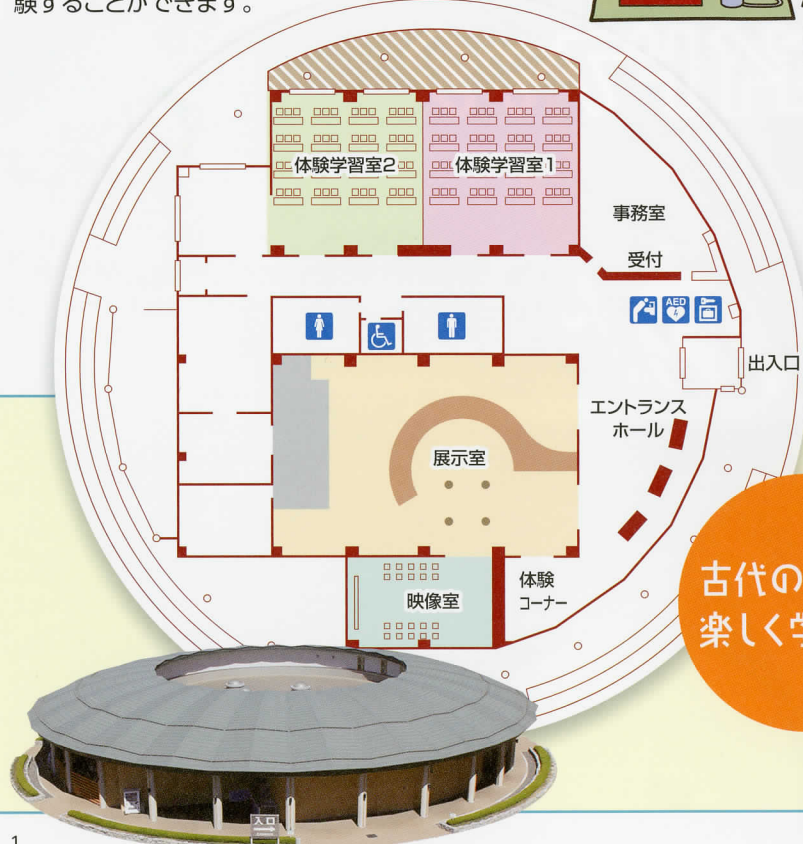 験することができます。
体験学習室2
体験学習室1
事務室
受付
AED
出入口
エントランス
ホール
展示室
体験
コーナー
映像室
古代の
楽しく学
入口
1